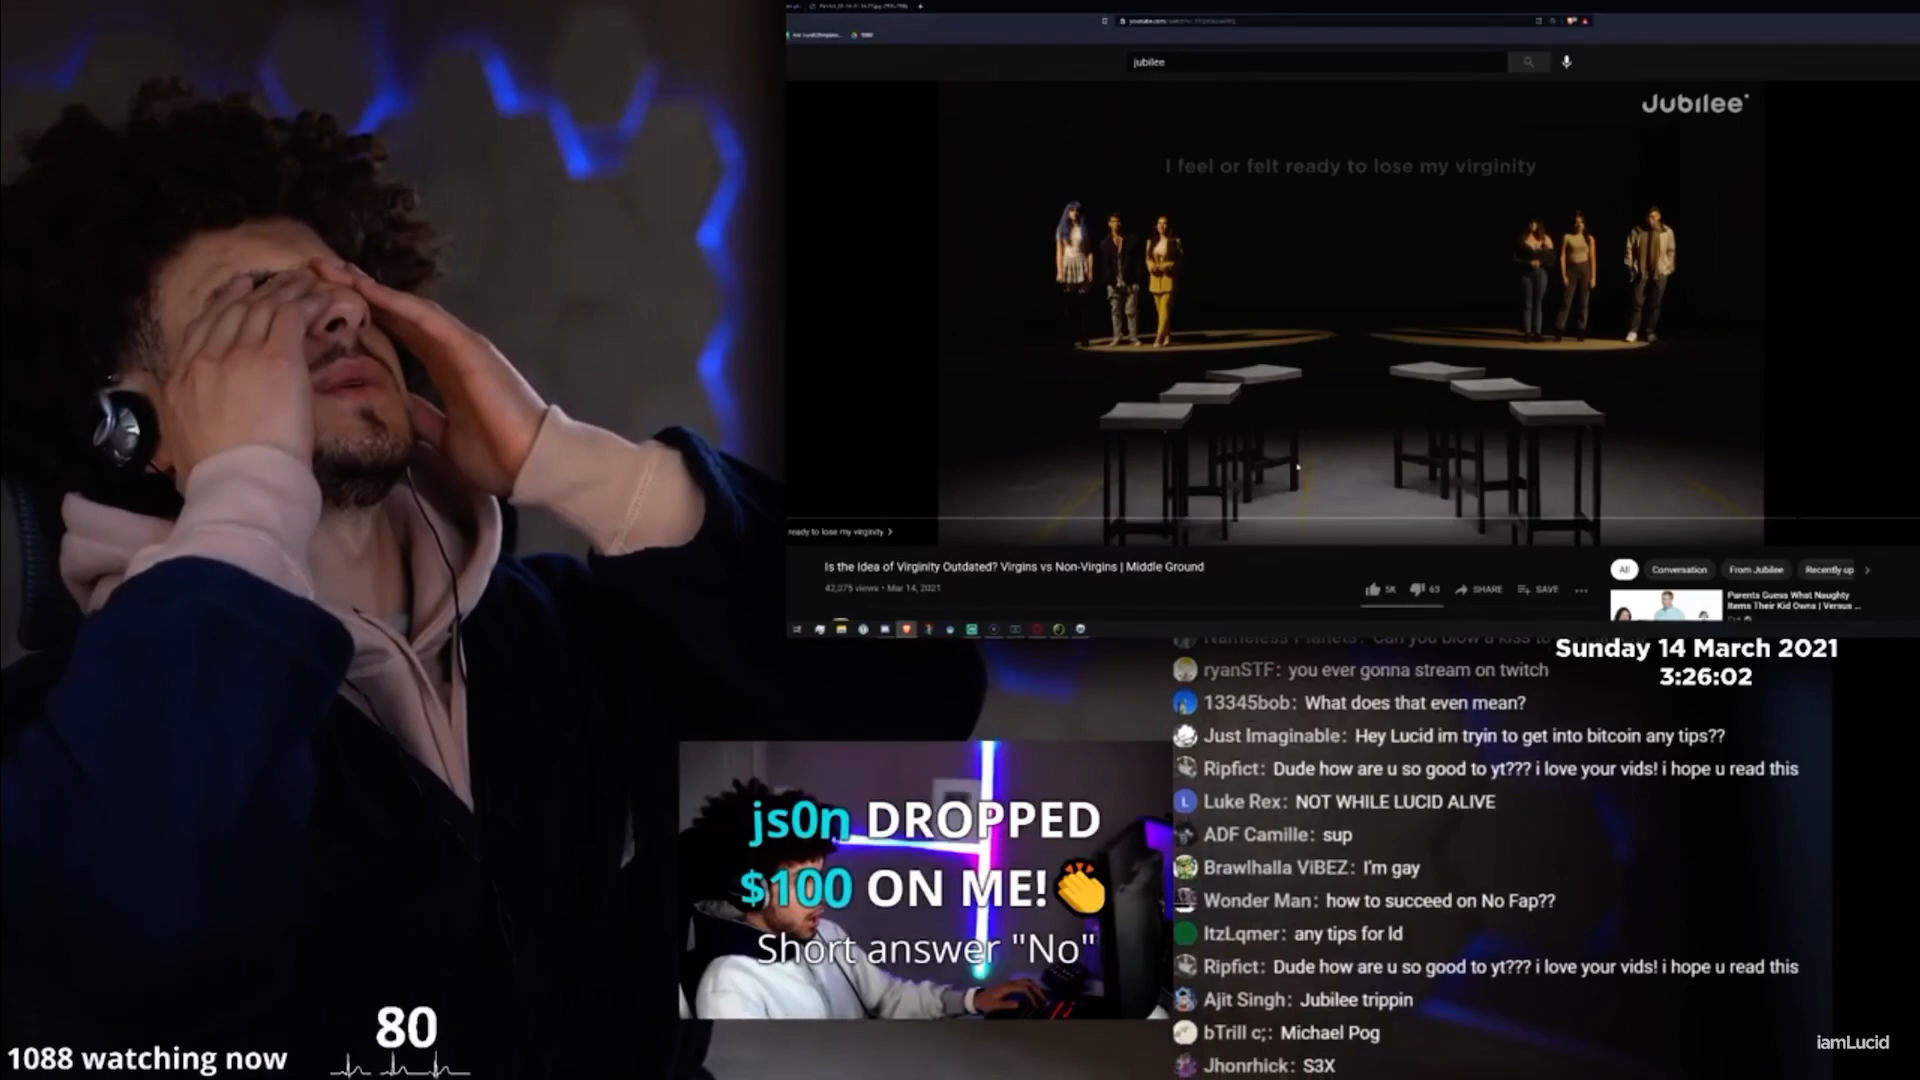 jubilee
Jubilee
I feel or felt ready to lose my virginity
ready to lose my virginity
Is the Idea of Virginity Outdated? Virgins vs Non-Virgins | Middle Ground
42,075 views • Mar 14, 2021
5K 63 SHARE SAVE
All Conversation From Jubilee Recently up
Parents Guess What Naughty
Items Their Kid Owns | Versus ...
Sunday 14 March 2021
3:26:02
Nameless Planets: Can you blow a kiss to
ryanSTF: you ever gonna stream on twitch
13345bob: What does that even mean?
Just Imaginable: Hey Lucid im tryin to get into bitcoin any tips??
Ripfict: Dude how are u so good to yt??? i love your vids! i hope u read this
L Luke Rex: NOT WHILE LUCID ALIVE
ADF Camille: sup
Brawlhalla ViBEZ: I'm gay
Wonder Man: how to succeed on No Fap??
ItzLqmer: any tips for ld
Ripfict: Dude how are u so good to yt??? i love your vids! i hope u read this
Ajit Singh: Jubilee trippin
bTrill c;: Michael Pog
Jhonrhick: S3X
js0n DROPPED
$100 ON ME!👏
Short answer "No"
80
1088 watching now
iamLucid